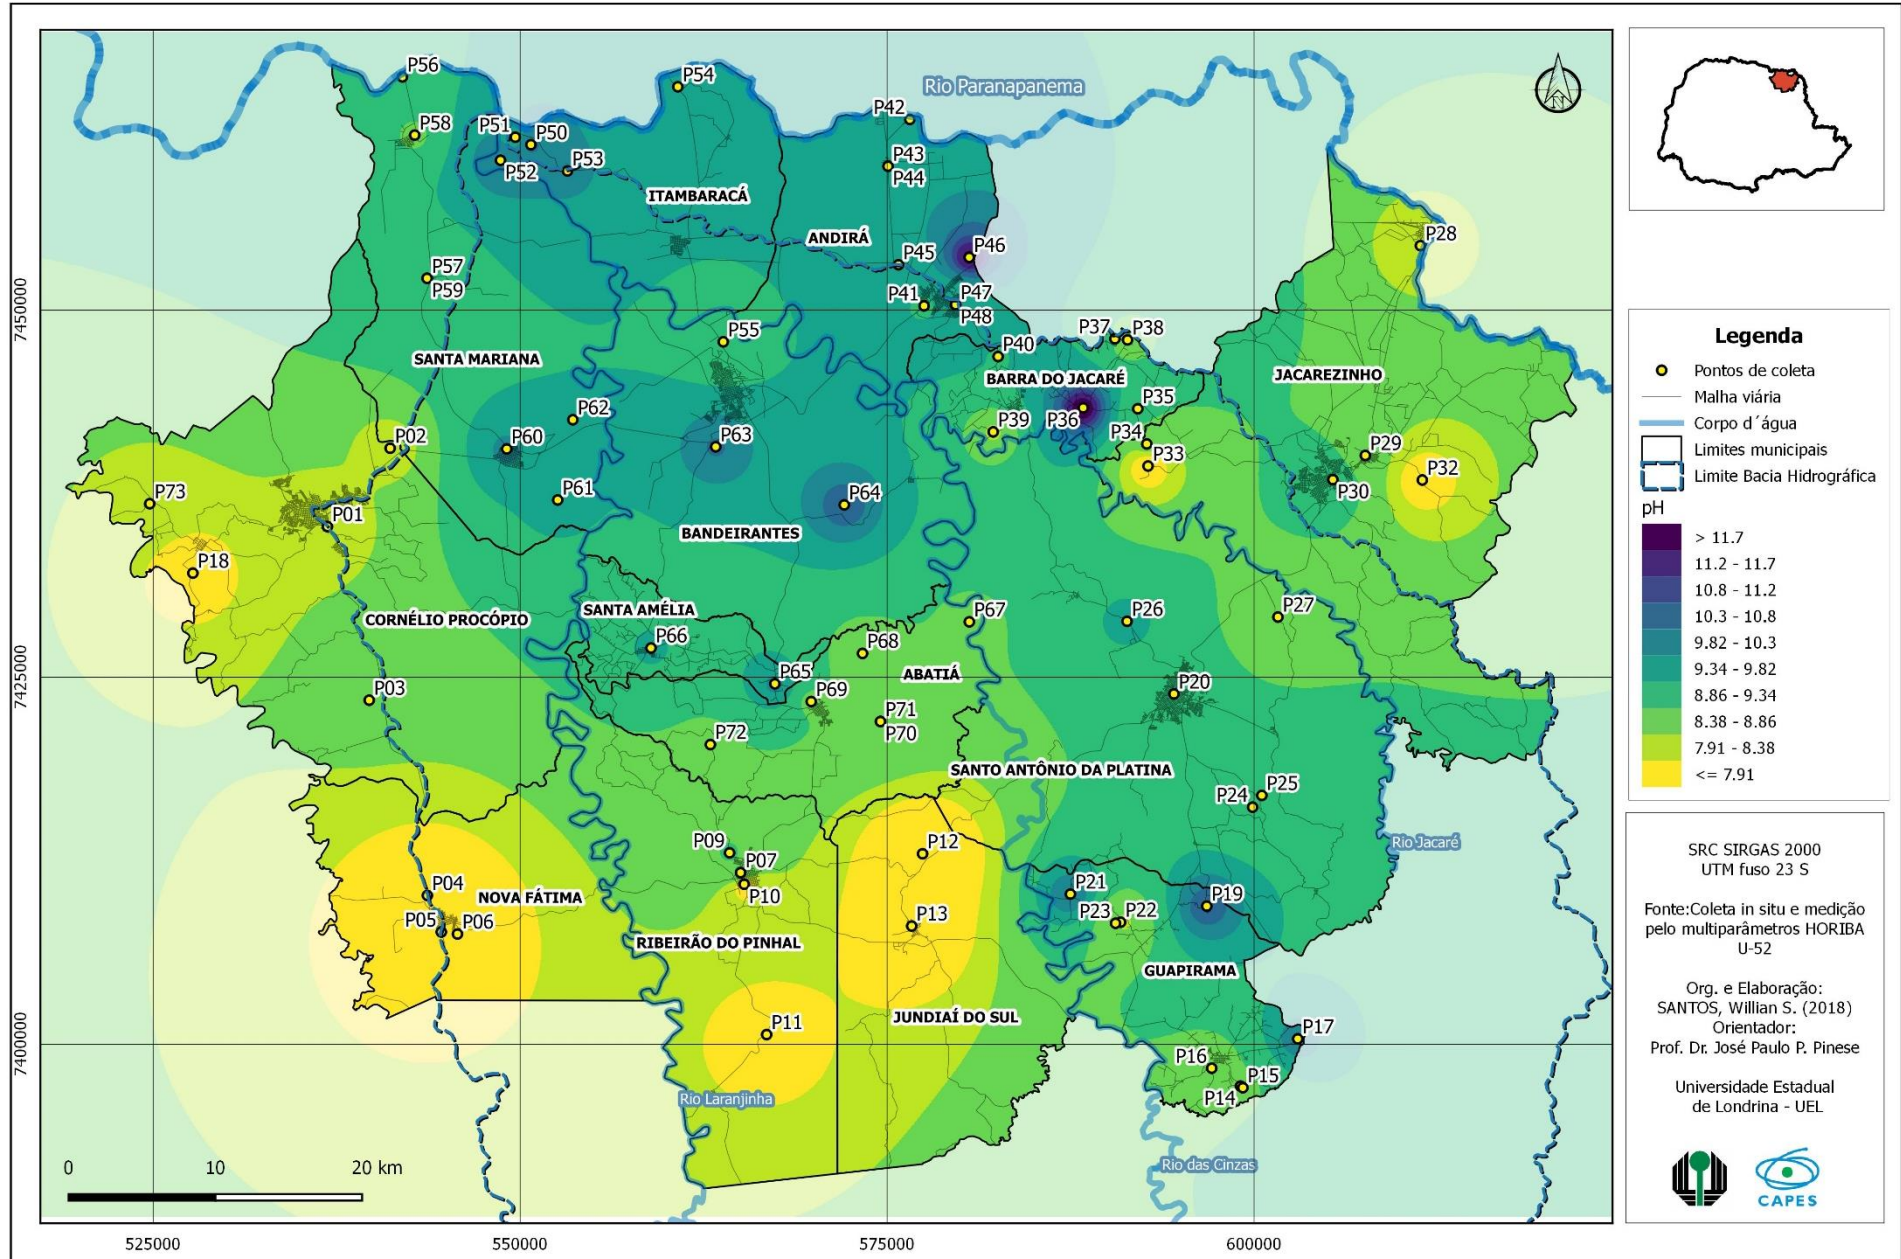 P56
P54
Rio Paranapanema
P42
P58
P51
P50
P52
P53
P43
P44
ITAMBARACÁ
ANDIRÁ
P45
P46
P28
P57
P59
P41
P47
P48
7450000
P55
P37
P38
P40
SANTA MARIANA
BARRA DO JACARÉ
JACAREZINHO
P62
P36
P35
P39
P34
P02
P60
P63
P33
P29
P32
P30
P73
P61
P64
P01
BANDEIRANTES
P18
SANTA AMÉLIA
CORNÉLIO PROCÓPIO
P67
P26
P27
P66
P68
ABATIÁ
P65
7425000
P03
P69
P20
P71
P70
P72
SANTO ANTÔNIO DA PLATINA
P25
P24
P12
P09
Rio Jacaré
P07
P04
NOVA FÁTIMA
P10
P21
P19
P05
P06
P13
P23
P22
RIBEIRÃO DO PINHAL
GUAPIRAMA
JUNDIAÍ DO SUL
P11
P17
7400000
P16
P15
P14
Rio Laranjinha
Rio das Cinzas
0 10 20 km
525000 550000 575000 600000
N
Legenda
Pontos de coleta
Malha viária
Corpo d´água
Limites municipais
Limite Bacia Hidrográfica
pH
> 11.7
11.2 - 11.7
10.8 - 11.2
10.3 - 10.8
9.82 - 10.3
9.34 - 9.82
8.86 - 9.34
8.38 - 8.86
7.91 - 8.38
<= 7.91
SRC SIRGAS 2000
UTM fuso 23 S
Fonte:Coleta in situ e medição
pelo multiparâmetros HORIBA
U-52
Org. e Elaboração:
SANTOS, Willian S. (2018)
Orientador:
Prof. Dr. José Paulo P. Pinese
Universidade Estadual
de Londrina - UEL
CAPES